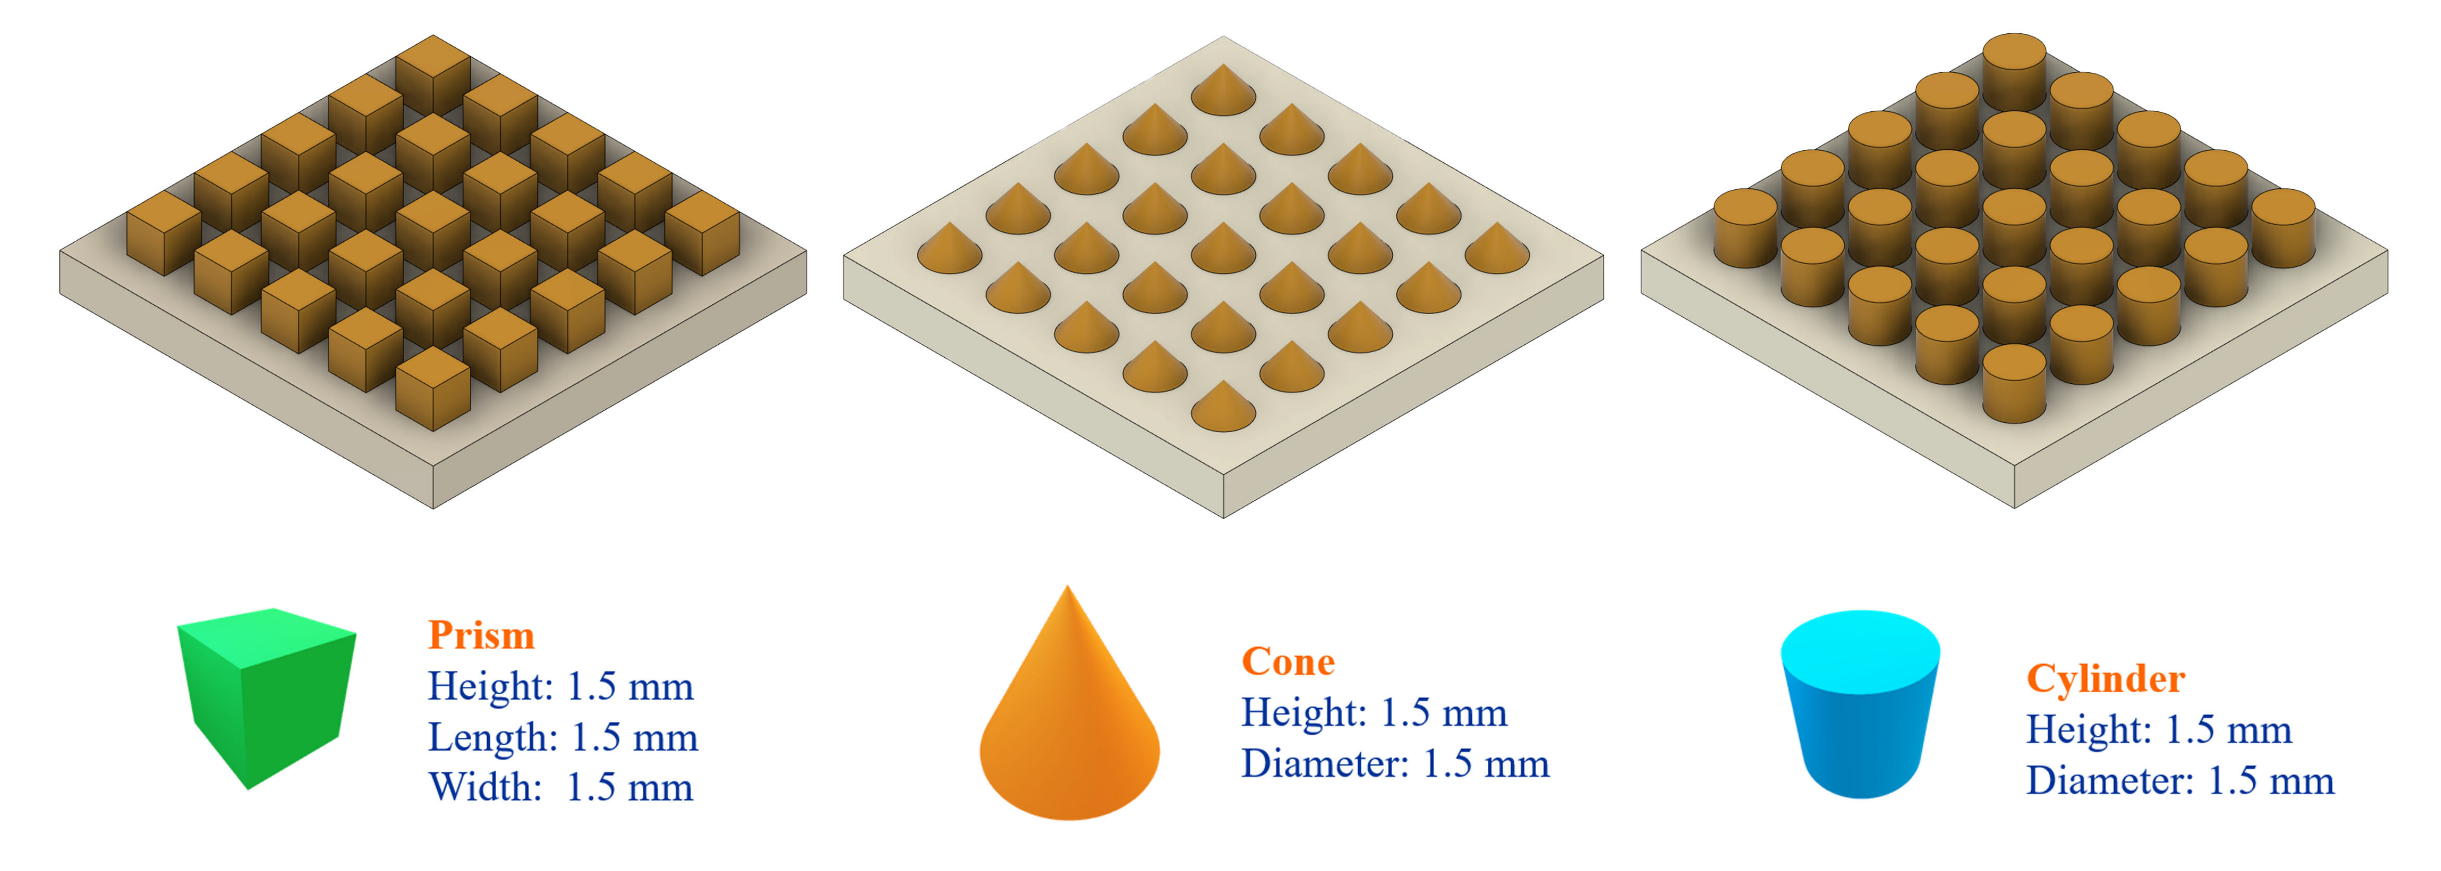 Prism
Height: 1.5 mm
Length: 1.5 mm
Width: 1.5 mm
Cone
Height: 1.5 mm
Diameter: 1.5 mm
Cylinder
Height: 1.5 mm
Diameter: 1.5 mm